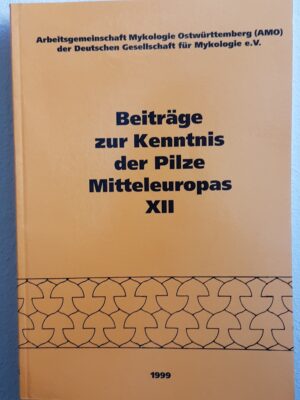 Arbeitsgemeinschaft Mykologie Ostwürttemberg (AMO)
der Deutschen Gesellschaft für Mykologie e.V.
Beiträge
zur Kenntnis
der Pilze
Mitteleuropas
XII
1999